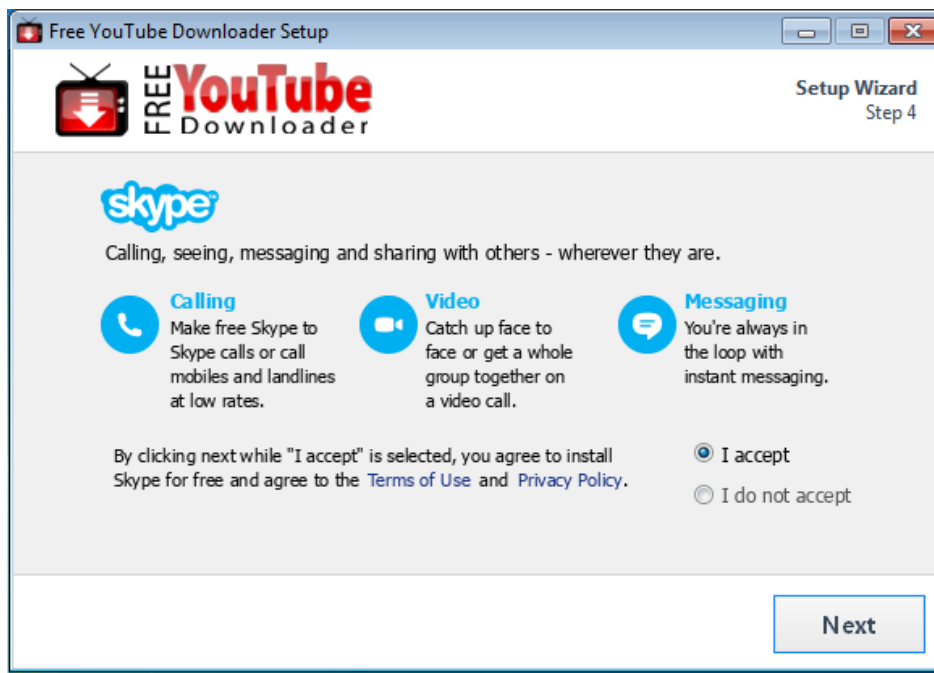 Free YouTube Downloader Setup
FREE YouTube
Downloader
Setup Wizard
Step 4
skype™
Calling, seeing, messaging and sharing with others - wherever they are.
Calling
Make free Skype to
Skype calls or call
mobiles and landlines
at low rates.
Video
Catch up face to
face or get a whole
group together on
a video call.
Messaging
You're always in
the loop with
instant messaging.
By clicking next while "I accept" is selected, you agree to install
Skype for free and agree to the Terms of Use and Privacy Policy.
I accept
I do not accept
Next